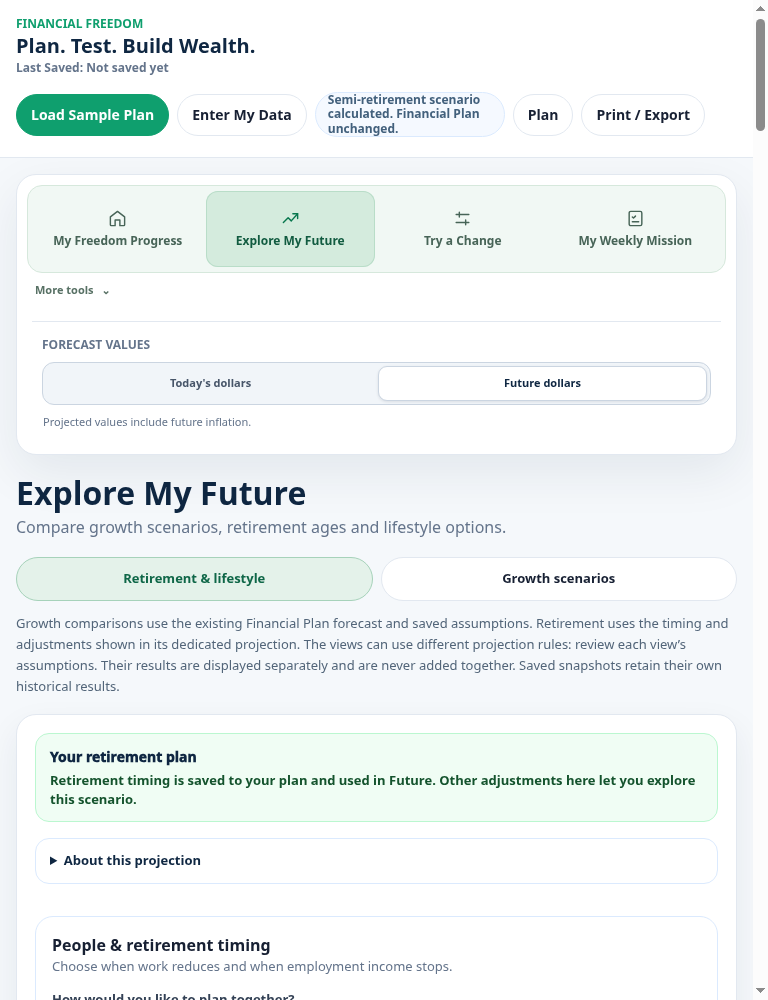 FINANCIAL FREEDOM
Plan. Test. Build Wealth.
Last Saved: Not saved yet
Load Sample Plan
Enter My Data
Semi-retirement scenario
calculated. Financial Plan
unchanged.
Plan
Print / Export
My Freedom Progress
Explore My Future
Try a Change
My Weekly Mission
More tools
FORECAST VALUES
Today's dollars
Future dollars
Projected values include future inflation.
Explore My Future
Compare growth scenarios, retirement ages and lifestyle options.
Retirement & lifestyle
Growth scenarios
Growth comparisons use the existing Financial Plan forecast and saved assumptions. Retirement uses the timing and
adjustments shown in its dedicated projection. The views can use different projection rules: review each view’s
assumptions. Their results are displayed separately and are never added together. Saved snapshots retain their own
historical results.
Your retirement plan
Retirement timing is saved to your plan and used in Future. Other adjustments here let you explore
this scenario.
About this projection
People & retirement timing
Choose when work reduces and when employment income stops.
How would you like to plan together?